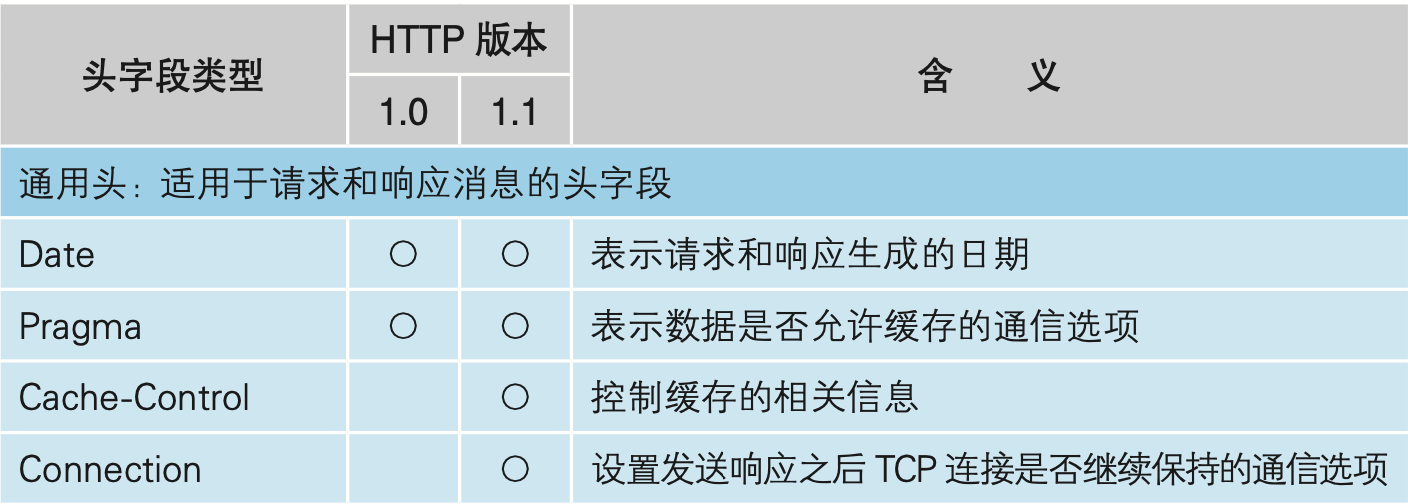 头字段类型 HTTP 版本 含 义
1.0 1.1
通用头：适用于请求和响应消息的头字段
Date ○ ○ 表示请求和响应生成的日期
Pragma ○ ○ 表示数据是否允许缓存的通信选项
Cache-Control ○ 控制缓存的相关信息
Connection ○ 设置发送响应之后 TCP 连接是否继续保持的通信选项